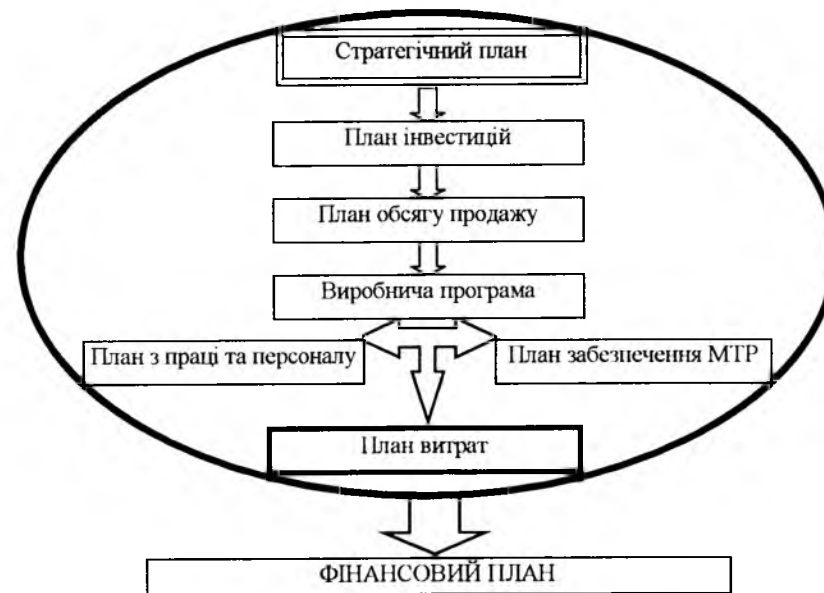 Стратегічний план
План інвестицій
План обсягу продажу
Виробнича програма
План з праці та персоналу
План забезпечення МТР
План витрат
ФІНАНСОВИЙ ПЛАН